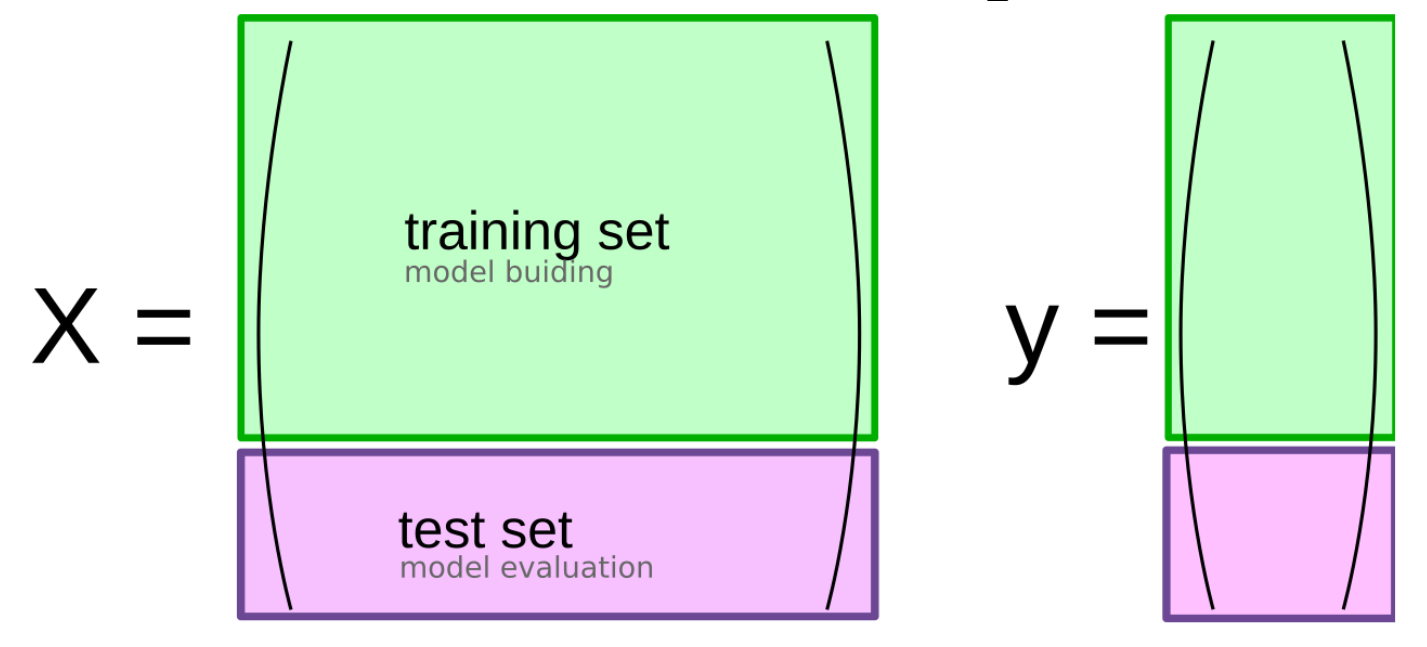 X =
training set
model buiding
test set
model evaluation
y =